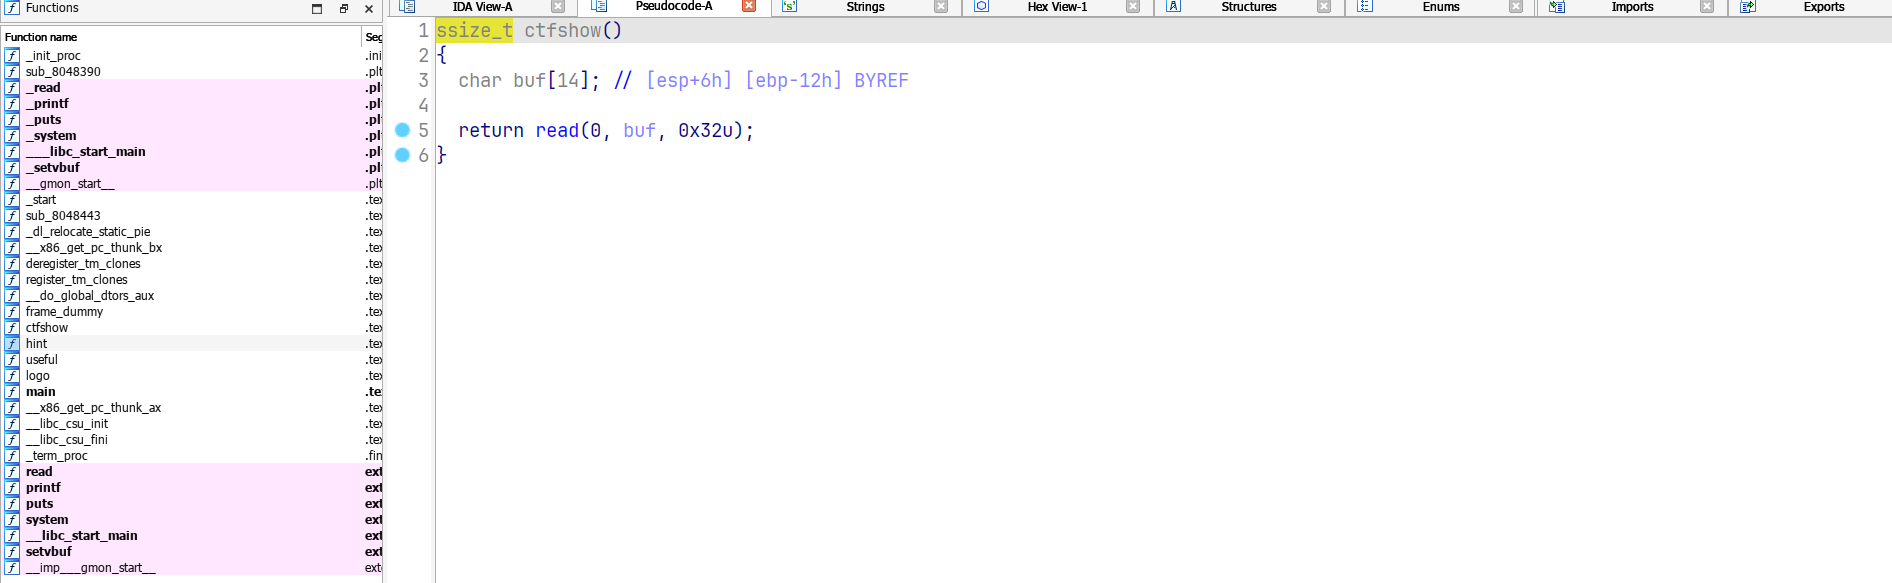 Functions
IDA View-A
Pseudocode-A
Strings
Hex View-1
Structures
Enums
Imports
Exports
Function name
Seg
_init_proc .ini
sub_8048390 .plt
_read .pl
_printf .pl
_puts .pl
_system .pl
___libc_start_main .pl
_setvbuf .pl
__gmon_start__ .plt
_start .te
sub_8048443 .te
_dl_relocate_static_pie .te
__x86_get_pc_thunk_bx .te
deregister_tm_clones .te
register_tm_clones .te
__do_global_dtors_aux .te
frame_dummy .te
ctfshow .te
hint .te
useful .te
logo .te
main .te
__x86_get_pc_thunk_ax .te
__libc_csu_init .te
__libc_csu_fini .te
_term_proc .fin
read ext
printf ext
puts ext
system ext
__libc_start_main ext
setvbuf ext
__imp___gmon_start__ exte
1 ssize_t ctfshow()
2 {
3 char buf[14]; // [esp+6h] [ebp-12h] BYREF
4
5 return read(0, buf, 0x32u);
6 }